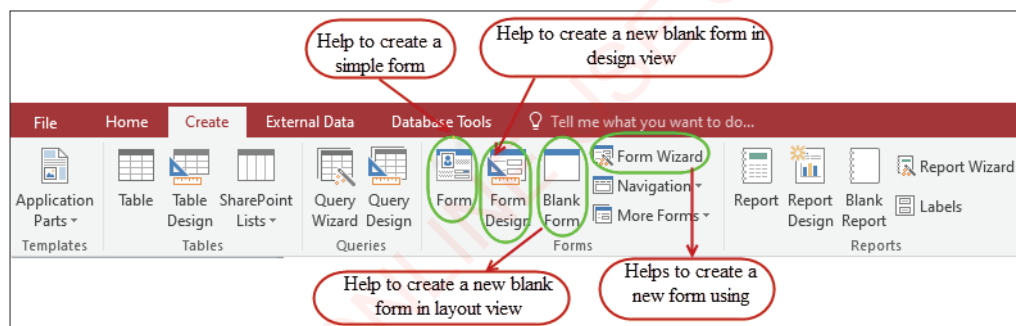 Help to create a
simple form
Help to create a new blank form in
design view
File Home Create External Data Database Tools Tell me what you want to do...
Application
Parts
Table
Table
Design
SharePoint
Lists
Query
Wizard
Query
Design
Form
Form
Design
Blank
Form
Form Wizard
Navigation
More Forms
Report
Report
Design
Blank
Report
Report Wizard
Labels
Templates Tables Queries Forms Reports
Help to create a new blank
form in layout view
Helps to create a
new form using
ONLINE